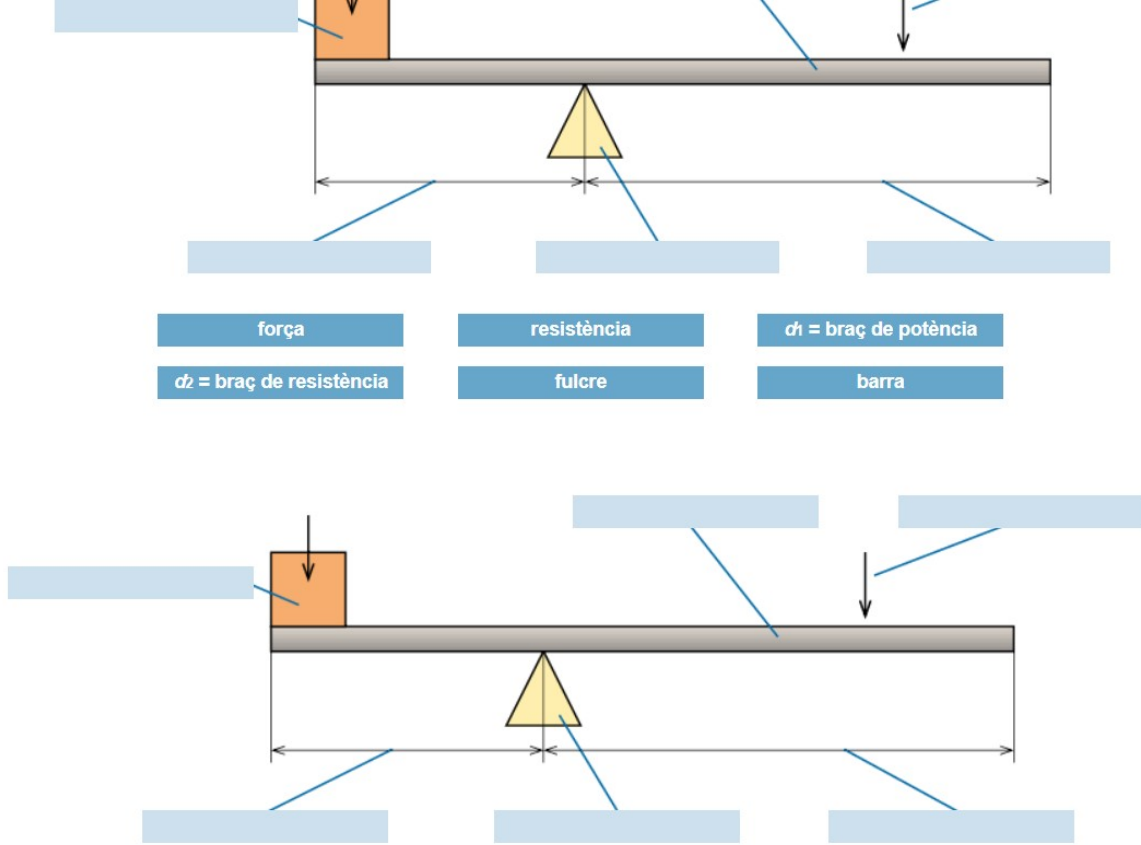 força
resistència
d1 = braç de potència
d2 = braç de resistència
fulcre
barra